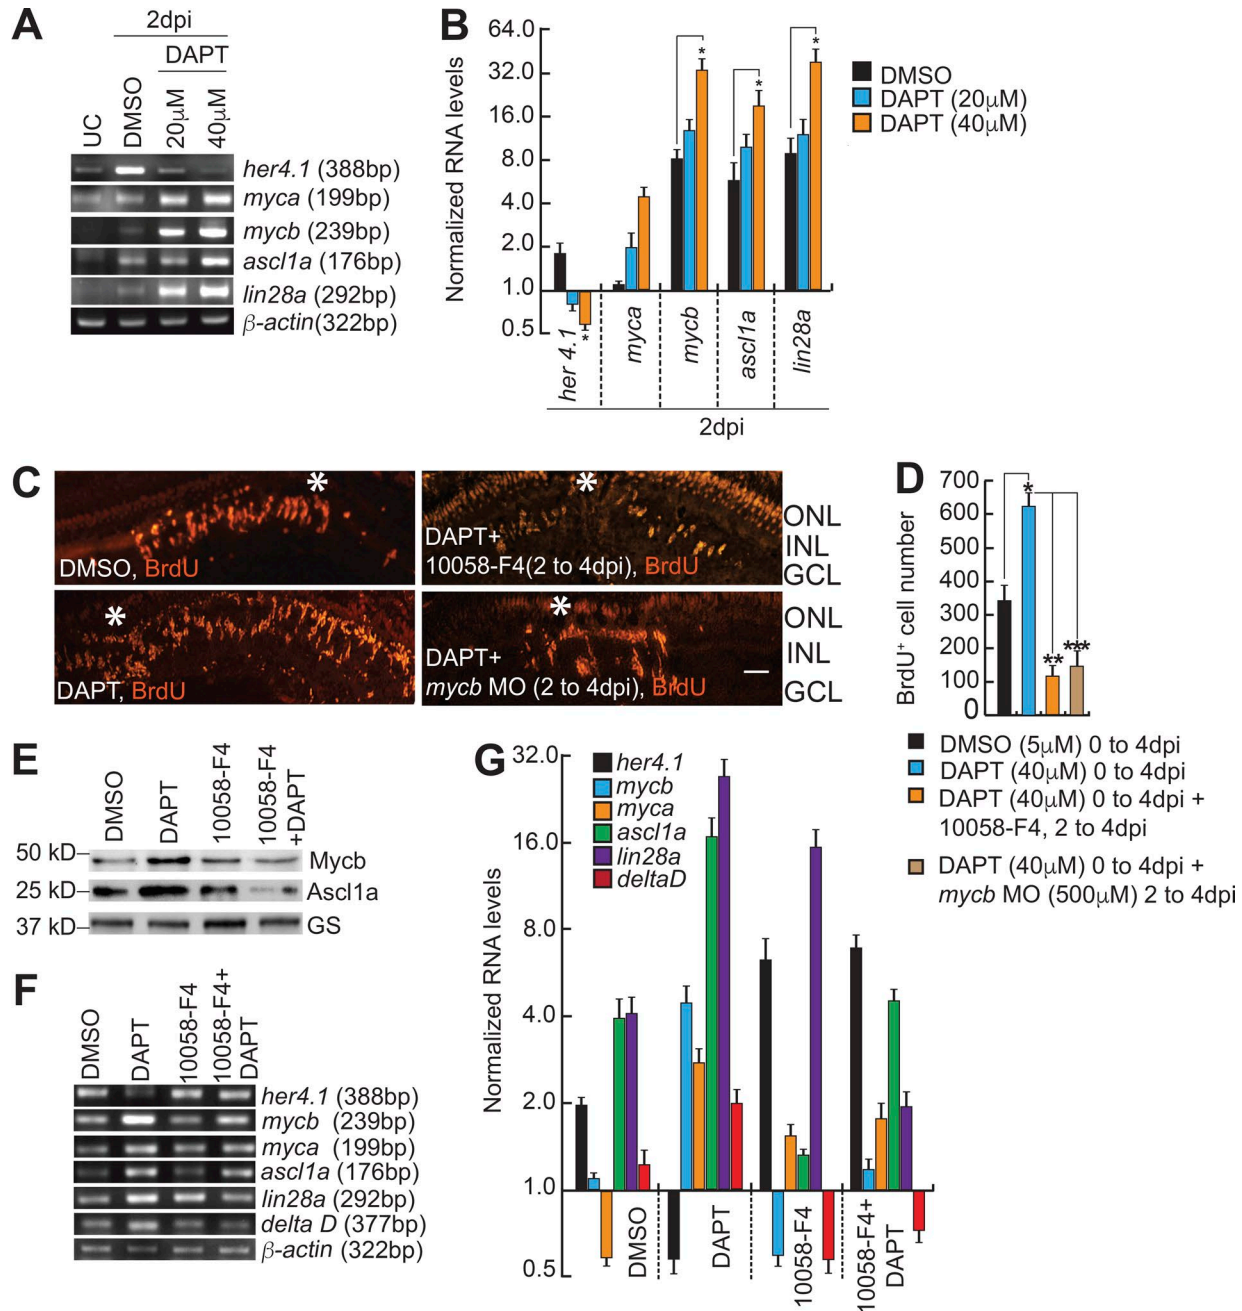 A
2dpi
DAPT
UC
DMSO
20μM
40μM
her4.1 (388bp)
myca (199bp)
mycb (239bp)
ascl1a (176bp)
lin28a (292bp)
β-actin(322bp)
B
Normalized RNA levels
64.0
32.0
16.0
8.0
4.0
2.0
1.0
0.5
*
*
*
*
her 4.1
myca
mycb
ascl1a
lin28a
2dpi
DMSO
DAPT (20μM)
DAPT (40μM)
C
*
DMSO, BrdU
*
DAPT+
10058-F4(2 to 4dpi), BrdU
ONL
INL
GCL
*
DAPT, BrdU
*
DAPT+
mycb MO (2 to 4dpi), BrdU
ONL
INL
GCL
D
BrdU+ cell number
700
600
500
400
300
200
100
0
*
**
***
DMSO (5μM) 0 to 4dpi
DAPT (40μM) 0 to 4dpi
DAPT (40μM) 0 to 4dpi +
10058-F4, 2 to 4dpi
DAPT (40μM) 0 to 4dpi +
mycb MO (500μM) 2 to 4dpi
E
DMSO
DAPT
10058-F4
10058-F4
+DAPT
50 kD
Mycb
25 kD
Ascl1a
37 kD
GS
F
DMSO
DAPT
10058-F4
10058-F4+
DAPT
her4.1 (388bp)
mycb (239bp)
myca (199bp)
ascl1a (176bp)
lin28a (292bp)
delta D (377bp)
β-actin (322bp)
G
Normalized RNA levels
32.0
16.0
8.0
4.0
2.0
1.0
0.5
her4.1
mycb
myca
ascl1a
lin28a
deltaD
DMSO
DAPT
10058-F4
10058-F4+
DAPT